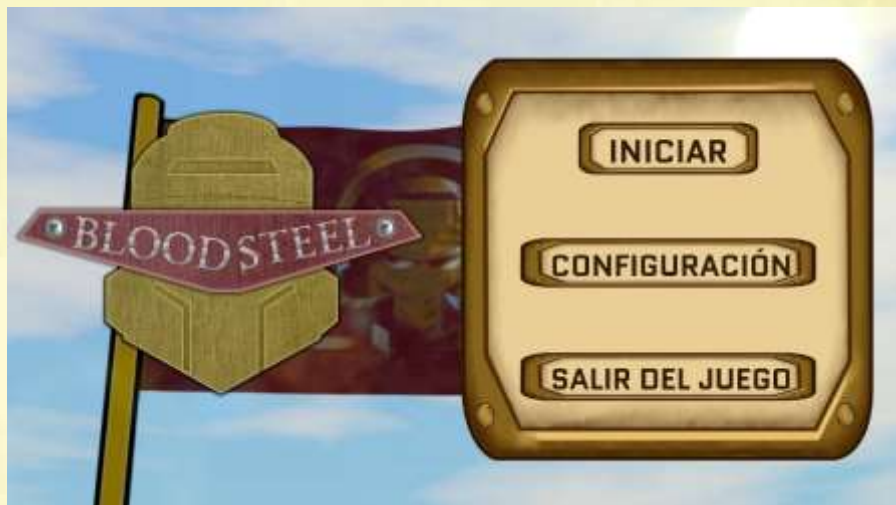 BLOODSTEEL
INICIAR
CONFIGURACIÓN
SALIR DEL JUEGO